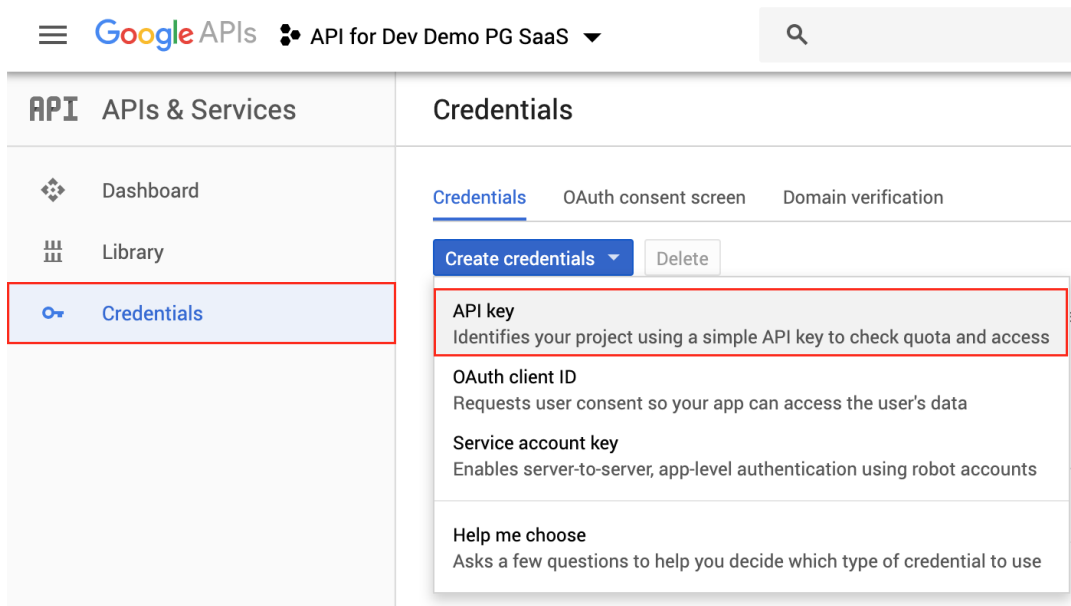 Google APIs
API for Dev Demo PG SaaS
API APIs & Services
Credentials
Dashboard
Library
Credentials
Credentials OAuth consent screen Domain verification
Create credentials Delete
API key
Identifies your project using a simple API key to check quota and access
OAuth client ID
Requests user consent so your app can access the user's data
Service account key
Enables server-to-server, app-level authentication using robot accounts
Help me choose
Asks a few questions to help you decide which type of credential to use